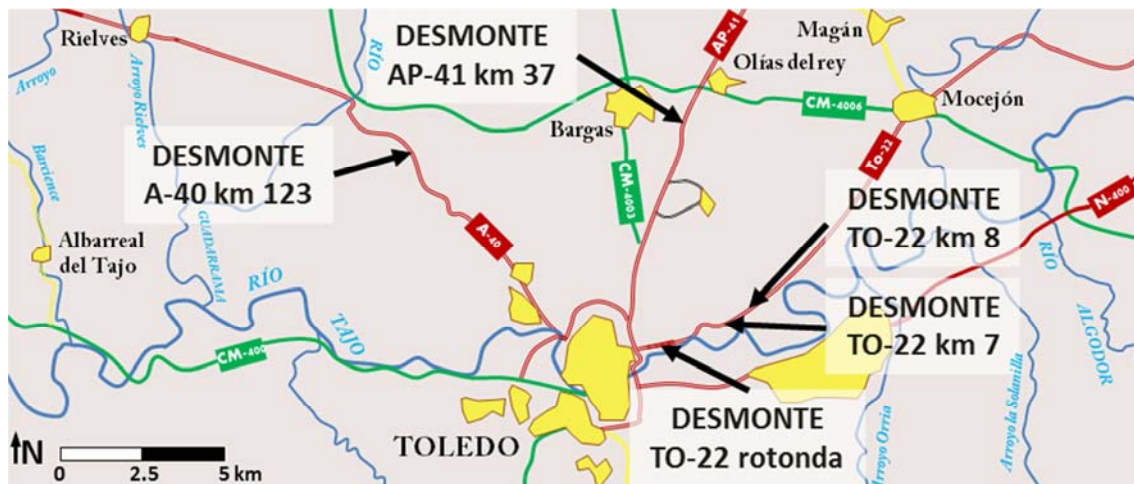 Rielves
Arroyo
Arroyo Rielves
RÍO
DESMONTE
AP-41 km 37
AP-41
Magán
Olías del rey
CM-4006
Mocejón
Bargas
CM-4003
To-22
DESMONTE
A-40 km 123
Barcience
GUADARRAMA
A-40
Albarreal
del Tajo
RÍO
TAJO
CM-400
N-400
DESMONTE
TO-22 km 8
DESMONTE
TO-22 km 7
RÍO
ALGODOR
DESMONTE
TO-22 rotonda
TOLEDO
Arroyo Orria
Arroyo la Solanilla
N
0 2.5 5 km